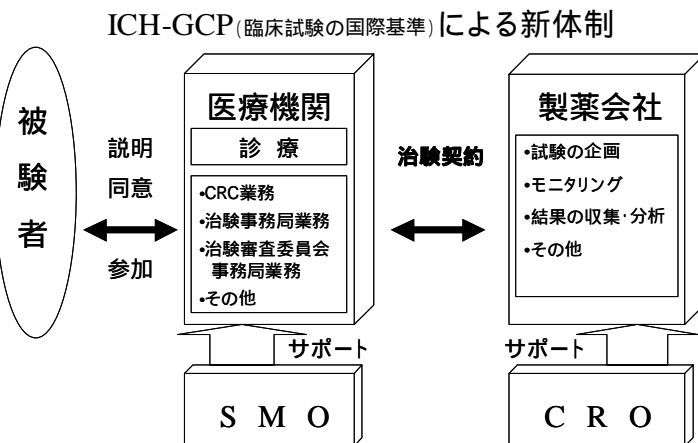 ICH-GCP(臨床試験の国際基準)による新体制
被験者
説明
同意
参加
医療機関
診 療
•CRC業務
•治験事務局業務
•治験審査委員会
事務局業務
•その他
治験契約
製薬会社
•試験の企画
•モニタリング
•結果の収集･分析
•その他
サポート
サポート
S M O
C R O